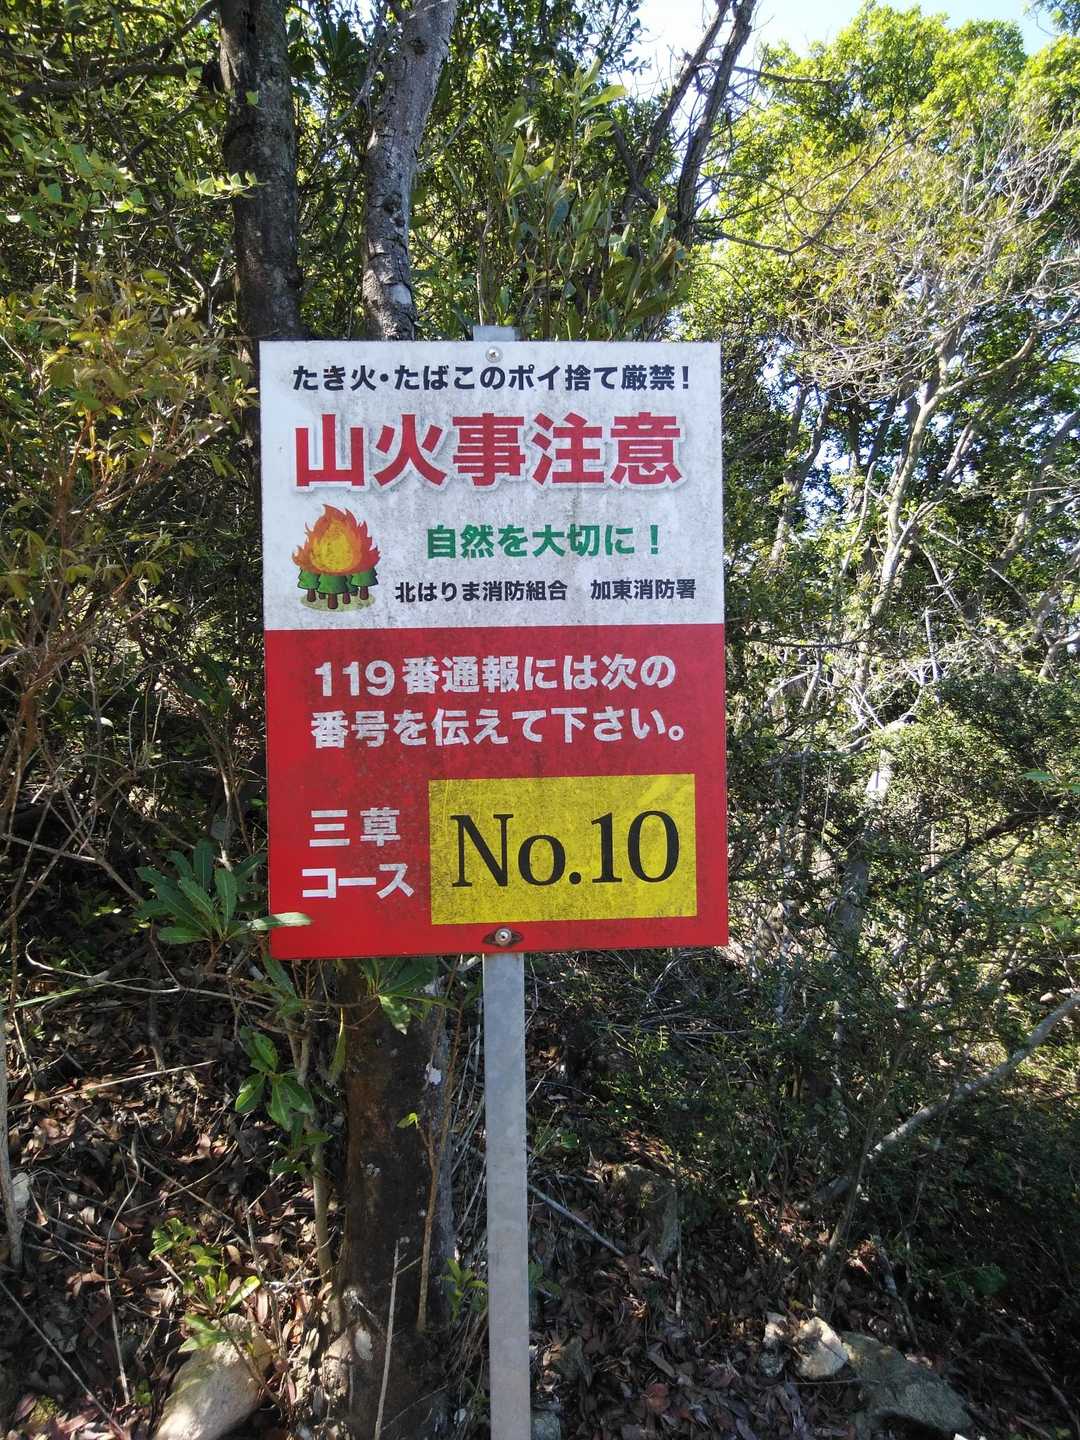 たき火・たばこのポイ捨て厳禁!
山火事注意
自然を大切に!
北はりま消防組合 加東消防署
119番通報には次の
番号を伝えて下さい。
三草
コース
No.10